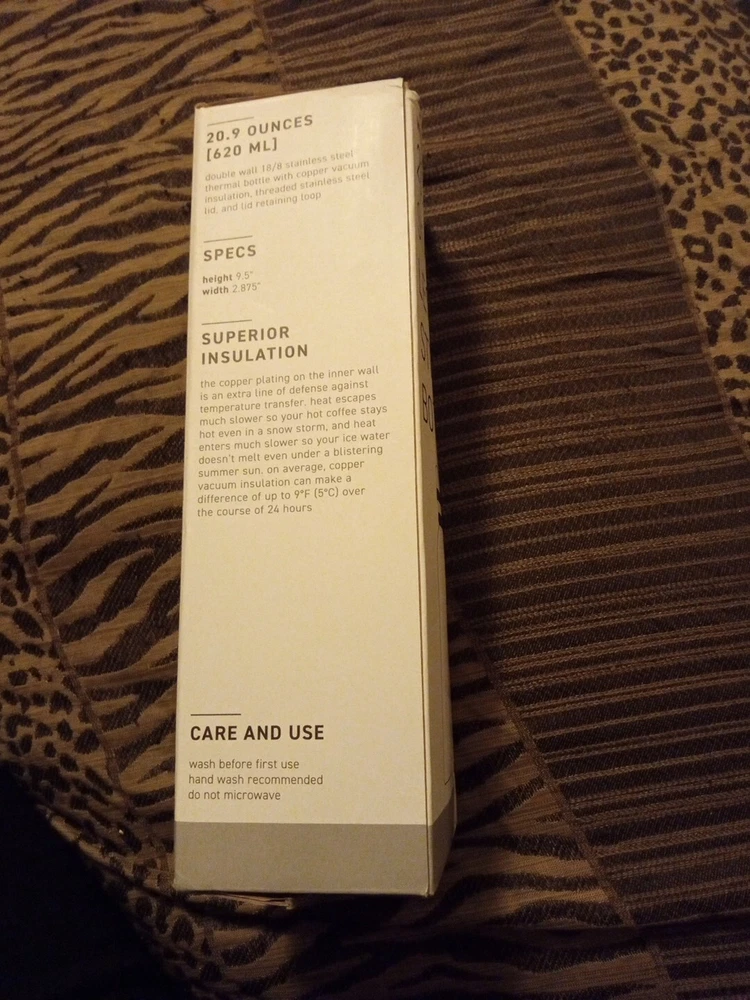 20.9 OUNCES
[620 ML]
double wall 18/8 stainless steel
thermal bottle with copper vacuum
insulation, threaded stainless steel
lid, and lid retaining loop
SPECS
height 9.5"
width 2.875"
SUPERIOR
INSULATION
the copper plating on the inner wall
is an extra line of defense against
temperature transfer. heat escapes
much slower so your hot coffee stays
hot even in a snow storm, and heat
enters much slower so your ice water
doesn't melt even under a blistering
summer sun. on average, copper
vacuum insulation can make a
difference of up to 9°F (5°C) over
the course of 24 hours
CARE AND USE
wash before first use
hand wash recommended
do not microwave